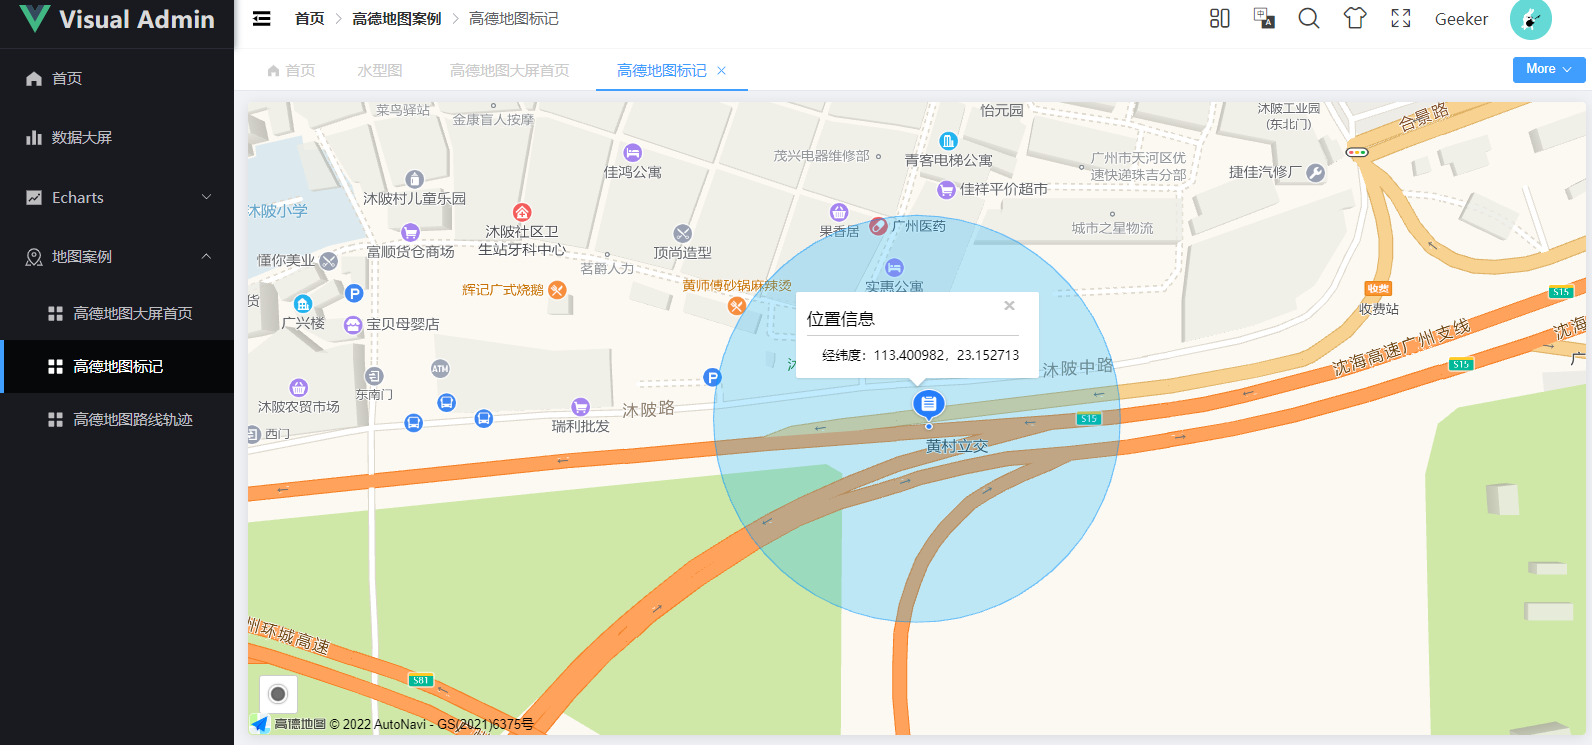 Visual Admin
首页
高德地图案例
高德地图标记
Geeker
首页
水型图
高德地图大屏首页
高德地图标记
More
首页
数据大屏
Echarts
地图案例
高德地图大屏首页
高德地图标记
高德地图路线轨迹
菜鸟驿站
金康盲人按摩
怡元园
沐陂工业园
(东北门)
合景路
茂兴电器维修部
青客电梯公寓
广州市天河区优
速快递珠吉分部
捷佳汽修厂
佳鸿公寓
佳祥平价超市
沐陂村儿童乐园
沐陂小学
沐陂社区卫
生站牙科中心
果香居
广州医药
城市之星物流
富顺货仓商场
顶尚造型
懂你美业
茗爵人力
实惠公寓
辉记广式烧鹅
黄师傅砂锅麻辣烫
收费
收费站
S15
货
P
广兴楼
宝贝母婴店
位置信息
经纬度：113.400982，23.152713
沈海高速广州支线
沈海
广
S15
沐陂中路
P
ATM
东南门
沐陂农贸市场
沐陂路
瑞利批发
西门
S15
黄村立交
州环城高速
S81
高德地图 © 2022 AutoNavi - GS(2021)6375号